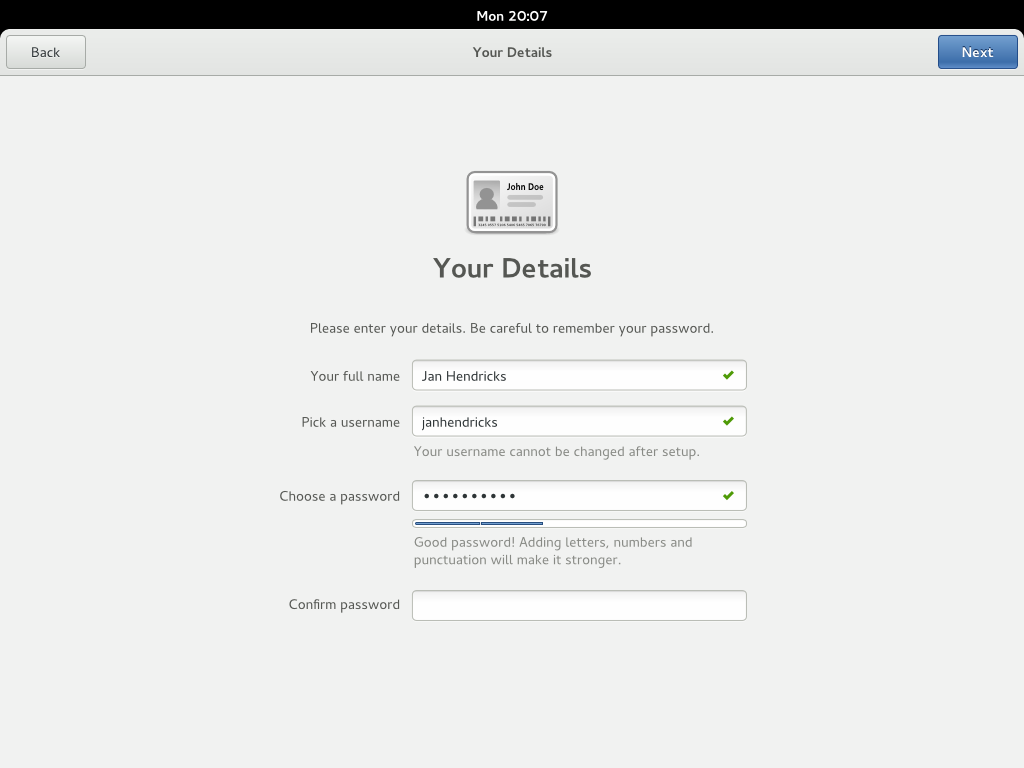 Mon 20:07
Back
Your Details
Next
John Doe
Your Details
Please enter your details. Be careful to remember your password.
Your full name
Jan Hendricks
Pick a username
janhendricks
Your username cannot be changed after setup.
Choose a password
••••••••••
Good password! Adding letters, numbers and
punctuation will make it stronger.
Confirm password